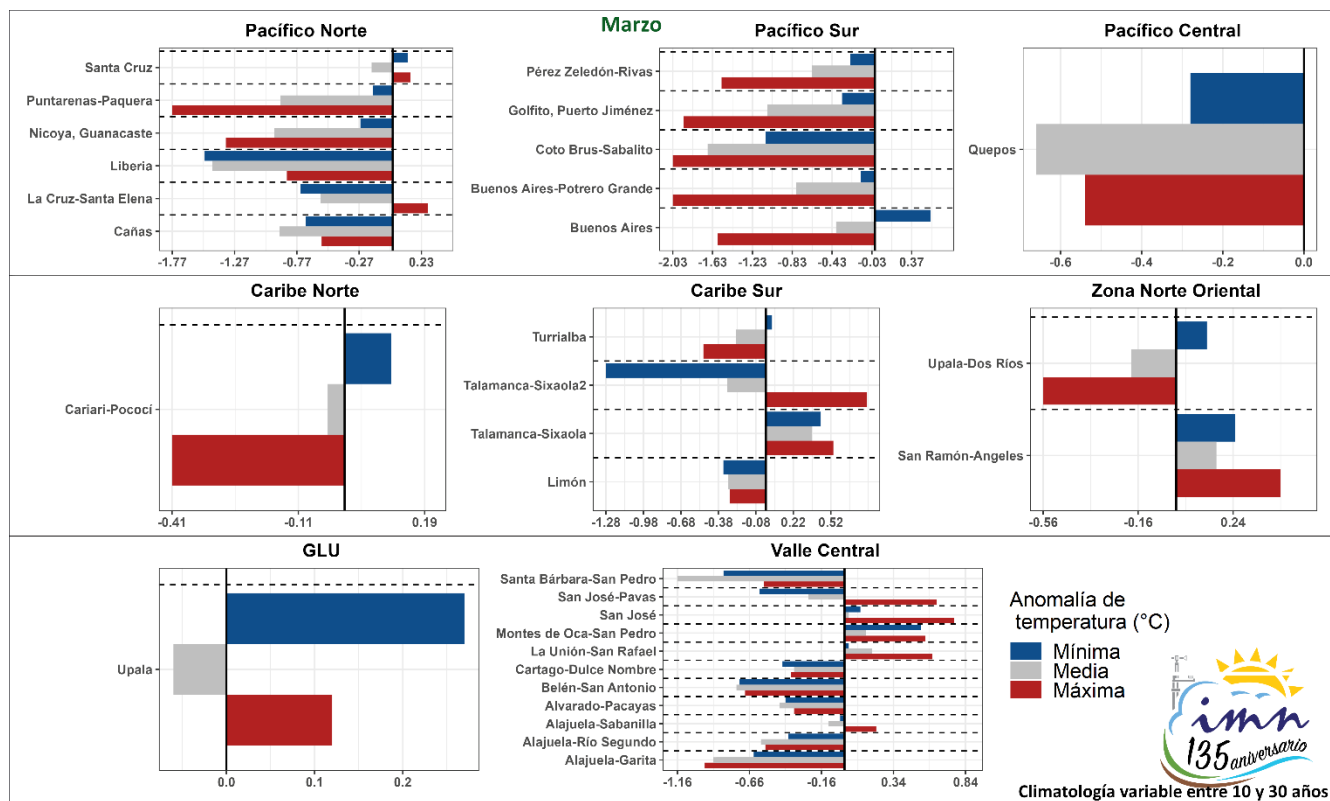 Marzo
Pacífico Norte
Santa Cruz
Puntarenas-Paquera
Nicoya, Guanacaste
Liberia
La Cruz-Santa Elena
Cañas
-1.77 -1.27 -0.77 -0.27 0.23
Pacífico Sur
Pérez Zeledón-Rivas
Golfito, Puerto Jiménez
Coto Brus-Sabalito
Buenos Aires-Potrero Grande
Buenos Aires
-2.03 -1.63 -1.23 -0.83 -0.43 -0.03 0.37
Pacífico Central
Quepos
-0.6 -0.4 -0.2 0.0
Caribe Norte
Cariari-Pococí
-0.41 -0.11 0.19
Caribe Sur
Turrialba
Talamanca-Sixaola2
Talamanca-Sixaola
Limón
-1.28 -0.98 -0.68 -0.38 -0.08 0.22 0.52
Zona Norte Oriental
Upala-Dos Ríos
San Ramón-Angeles
-0.56 -0.16 0.24
GLU
Upala
0.0 0.1 0.2
Valle Central
Santa Bárbara-San Pedro
San José-Pavas
San José
Montes de Oca-San Pedro
La Unión-San Rafael
Cartago-Dulce Nombre
Belén-San Antonio
Alvarado-Pacayas
Alajuela-Sabanilla
Alajuela-Río Segundo
Alajuela-Garita
-1.16 -0.66 -0.16 0.34 0.84
Anomalía de
temperatura (°C)
Mínima
Media
Máxima
imn
135 aniversario
Climatología variable entre 10 y 30 años